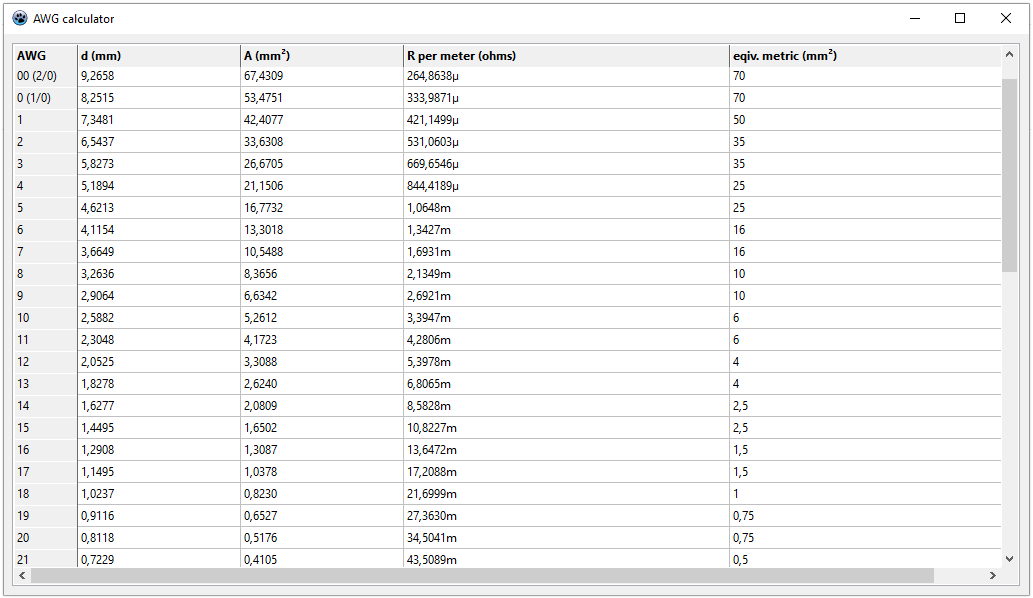 AWG calculator
AWG d (mm) A (mm²) R per meter (ohms) eqiv. metric (mm²)
00 (2/0) 9,2658 67,4309 264,8638µ 70
0 (1/0) 8,2515 53,4751 333,9871µ 70
1 7,3481 42,4077 421,1499µ 50
2 6,5437 33,6308 531,0603µ 35
3 5,8273 26,6705 669,6546µ 35
4 5,1894 21,1506 844,4189µ 25
5 4,6213 16,7732 1,0648m 25
6 4,1154 13,3018 1,3427m 16
7 3,6649 10,5488 1,6931m 16
8 3,2636 8,3656 2,1349m 10
9 2,9064 6,6342 2,6921m 10
10 2,5882 5,2612 3,3947m 6
11 2,3048 4,1723 4,2806m 6
12 2,0525 3,3088 5,3978m 4
13 1,8278 2,6240 6,8065m 4
14 1,6277 2,0809 8,5828m 2,5
15 1,4495 1,6502 10,8227m 2,5
16 1,2908 1,3087 13,6472m 1,5
17 1,1495 1,0378 17,2088m 1,5
18 1,0237 0,8230 21,6999m 1
19 0,9116 0,6527 27,3630m 0,75
20 0,8118 0,5176 34,5041m 0,75
21 0,7229 0,4105 43,5089m 0,5